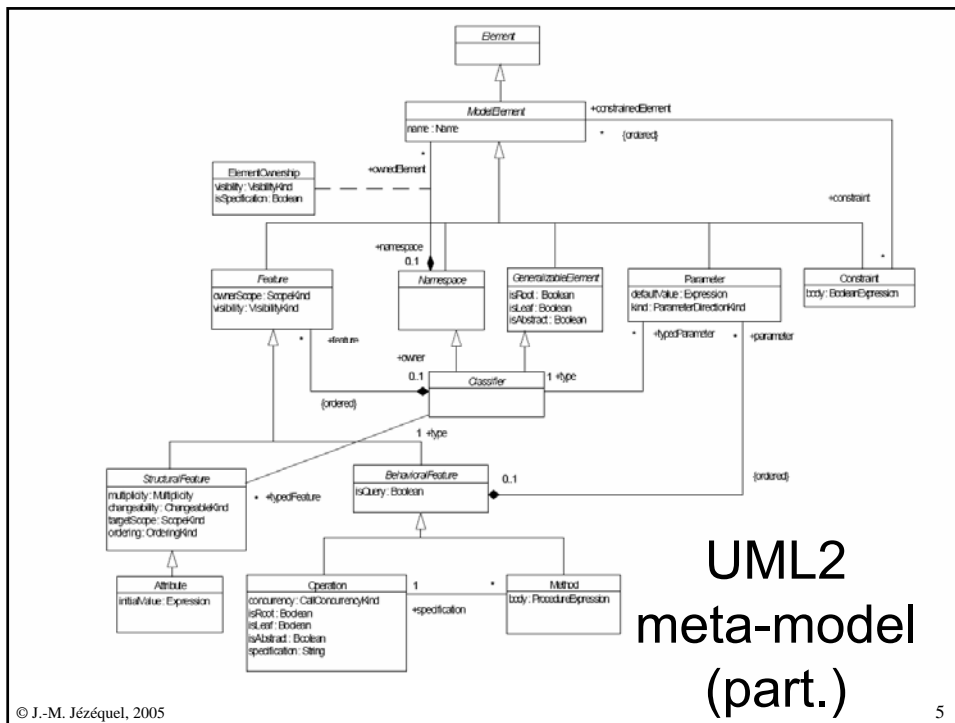 Element
ModelElement
name : Name
+constrainedElement
*
{ordered}
*
+ownedElement
ElementOwnership
visibility : VisibilityKind
isSpecification : Boolean
+constraint
*
+namespace
0..1
Feature
ownerScope : ScopeKind
visibility : VisibilityKind
Namespace
GeneralizableElement
isRoot : Boolean
isLeaf : Boolean
isAbstract : Boolean
Parameter
defaultValue : Expression
kind : ParameterDirectionKind
Constraint
body : BooleanExpression
*
+feature
+owner
0..1
{ordered}
Classifier
1 +type
*
+typedParameter
*
+parameter
1 +type
StructuralFeature
multiplicity : Multiplicity
changeability : ChangeableKind
targetScope : ScopeKind
ordering : OrderingKind
* +typedFeature
BehavioralFeature
isQuery : Boolean
0..1
{ordered}
Attribute
initialValue : Expression
Operation
concurrency : CallConcurrencyKind
isRoot : Boolean
isLeaf : Boolean
isAbstract : Boolean
specification : String
1
+specification
*
Method
body : ProcedureExpression
UML2
meta-model
(part.)
© J.-M. Jézéquel, 2005
5